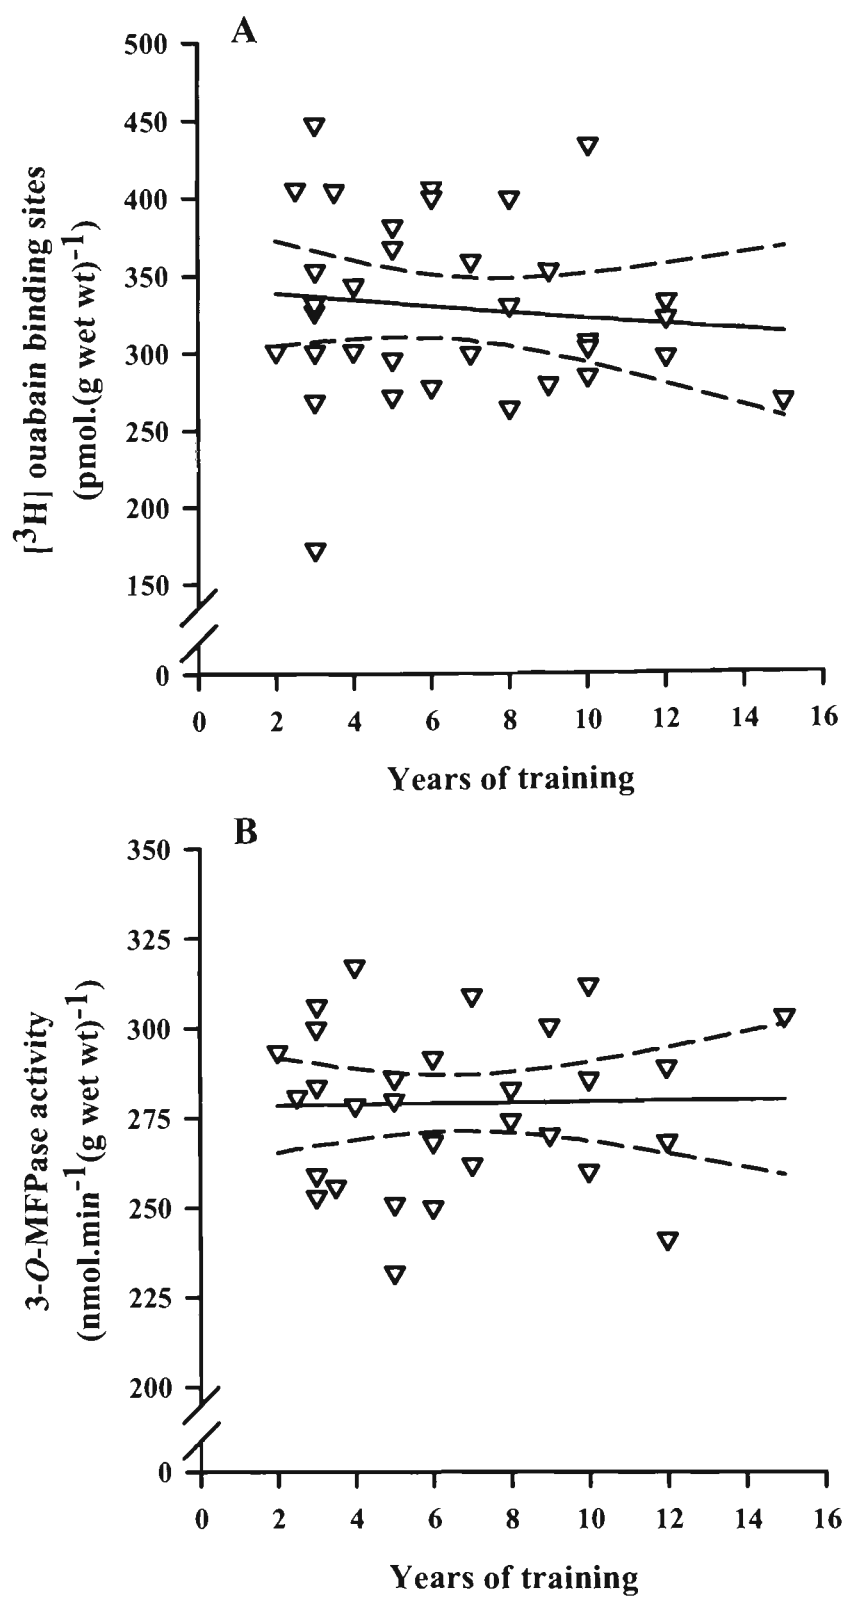 A
500
450
400
350
300
250
200
150
0
[³H] ouabain binding sites
(pmol.(g wet wt)⁻¹)
0 2 4 6 8 10 12 14 16
Years of training
B
350
325
300
275
250
225
200
0
3-O-MFPase activity
(nmol.min⁻¹(g wet wt)⁻¹)
0 2 4 6 8 10 12 14 16
Years of training